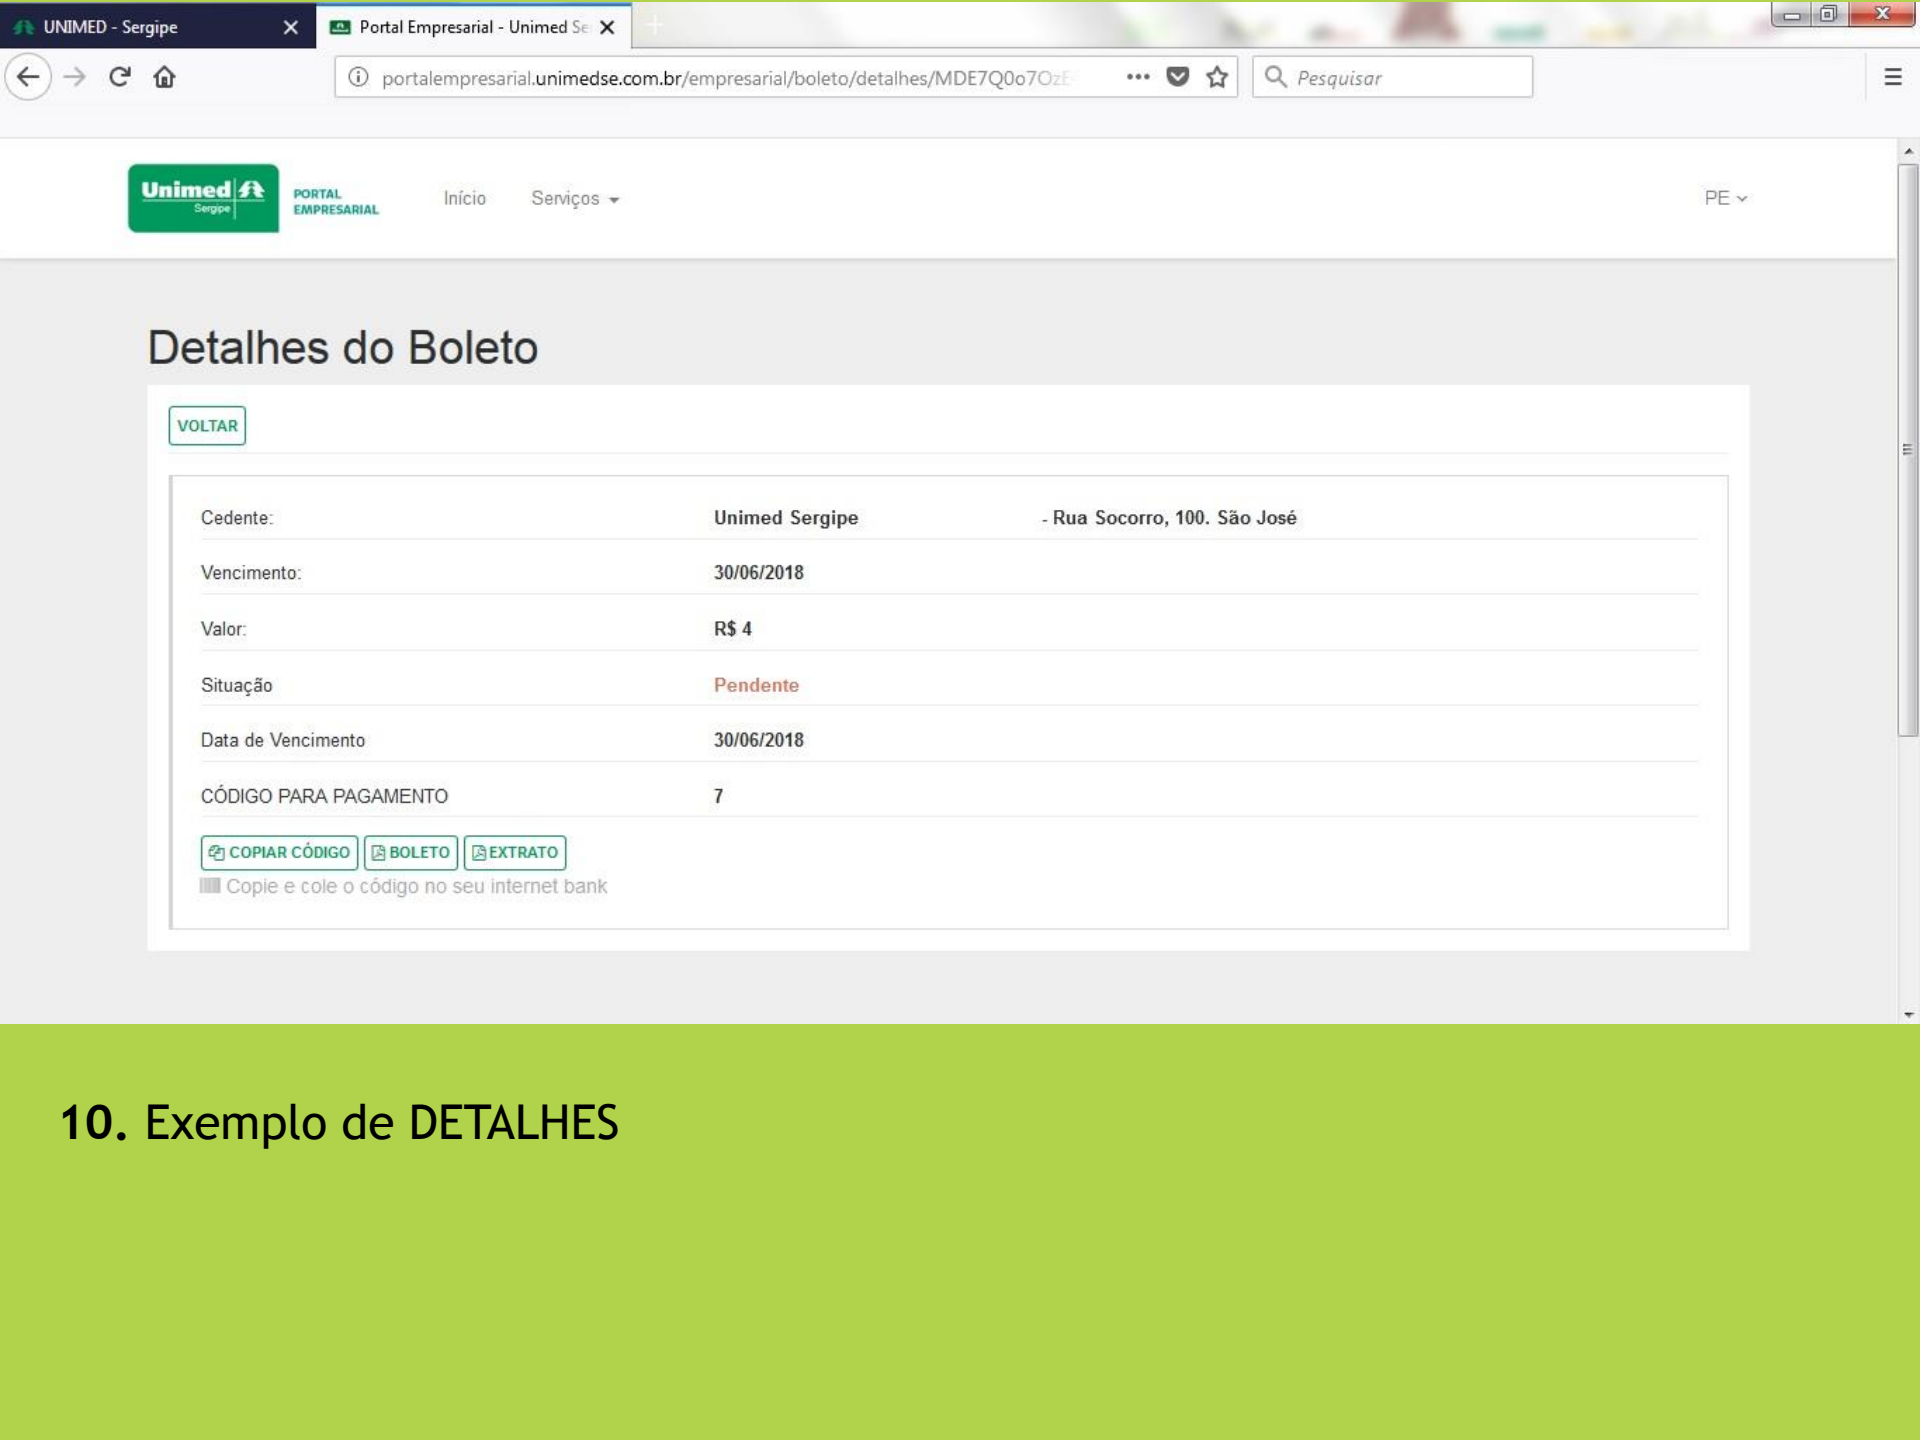 UNIMED - Sergipe
Portal Empresarial - Unimed Se
portalempresarial.unimedse.com.br/empresarial/boleto/detalhes/MDE7Q0o7OzE
Pesquisar
Unimed
Sergipe
PORTAL
EMPRESARIAL
Início Serviços
PE
Detalhes do Boleto
VOLTAR
Cedente: Unimed Sergipe - Rua Socorro, 100. São José
Vencimento: 30/06/2018
Valor: R$ 4
Situação Pendente
Data de Vencimento 30/06/2018
CÓDIGO PARA PAGAMENTO 7
COPIAR CÓDIGO BOLETO EXTRATO
Copie e cole o código no seu internet bank
10. Exemplo de DETALHES